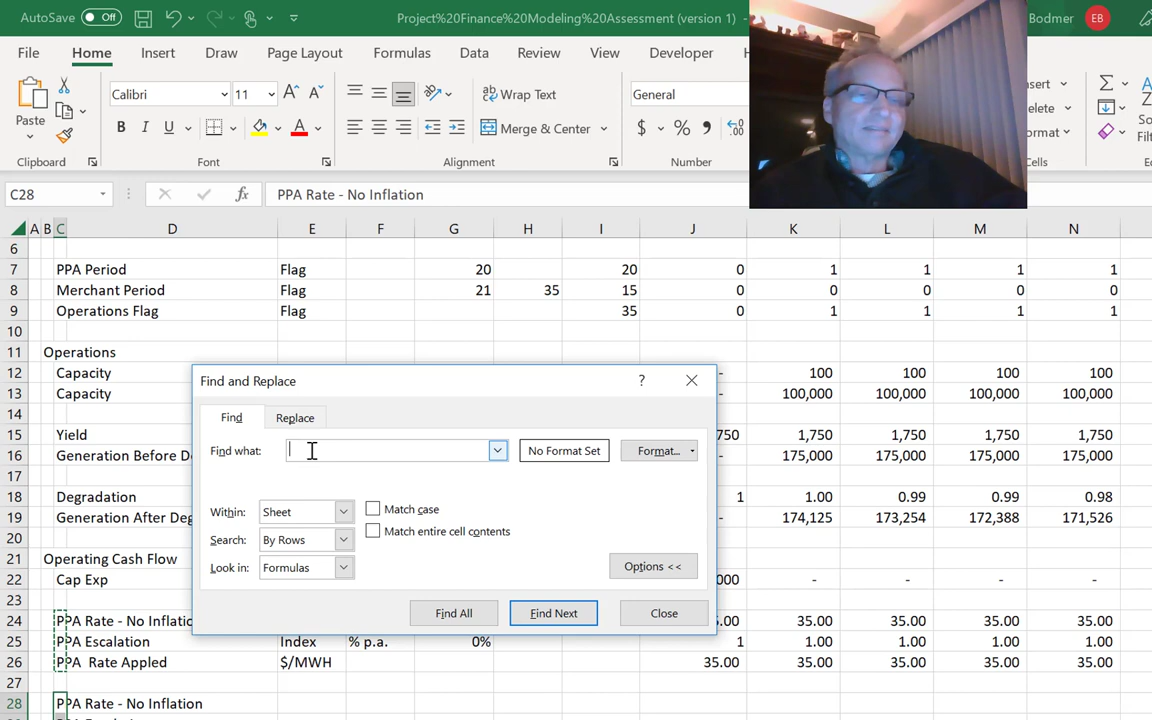 AutoSave Off Project%20Finance%20Modeling%20Assessment (version 1) - Bodmer EB
File Home Insert Draw Page Layout Formulas Data Review View Developer
Paste Calibri 11 Wrap Text General
B I U A Merge & Center $ %
Clipboard Font Alignment Number Cells
C28 fx PPA Rate - No Inflation
A B C D E F G H I J K L M N
6
7 PPA Period Flag 20 20 0 1 1 1 1
8 Merchant Period Flag 21 35 15 0 0 0 0 0
9 Operations Flag Flag 35 0 1 1 1 1
10
11 Operations
12 Capacity - 100 100 100 100
13 Capacity - 100,000 100,000 100,000 100,000
14
15 Yield 750 1,750 1,750 1,750 1,750
16 Generation Before De - 175,000 175,000 175,000 175,000
17
18 Degradation 1 1.00 0.99 0.99 0.98
19 Generation After Deg - 174,125 173,254 172,388 171,526
20
21 Operating Cash Flow
22 Cap Exp 000 - - - -
23
24 PPA Rate - No Inflatio 5.00 35.00 35.00 35.00 35.00
25 PPA Escalation Index % p.a. 0% 1 1.00 1.00 1.00 1.00
26 PPA Rate Appled $/MWH 35.00 35.00 35.00 35.00 35.00
27
28 PPA Rate - No Inflation
Find and Replace ?
Find Replace
Find what: No Format Set Format...
Within: Sheet Match case
Search: By Rows Match entire cell contents
Look in: Formulas Options <<
Find All Find Next Close